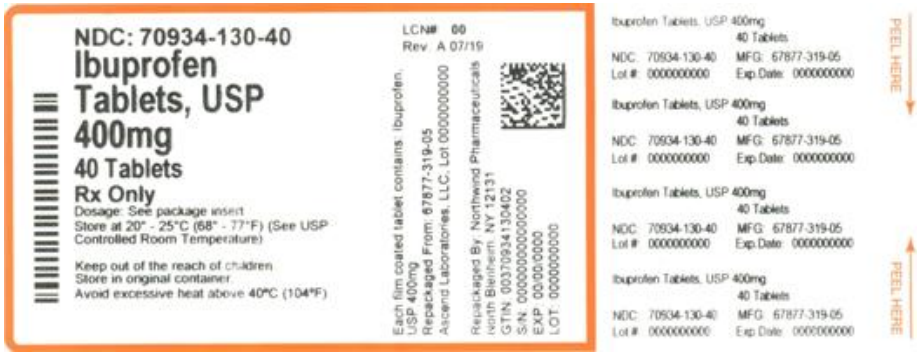 NDC: 70934-130-40
Ibuprofen
Tablets, USP
400mg
40 Tablets
Rx Only
Dosage: See package insert
Store at 20° - 25°C (68° - 77°F) (See USP
Controlled Room Temperature)
Keep out of the reach of children
Store in original container.
Avoid excessive heat above 40ºC (104ºF)
LCN# 00
Rev. A 07/19
Each film coated tablet contains: Ibuprofen,
USP 400mg
Repackaged From: 67877-319-05
Ascend Laboratories, LLC, Lot 0000000000
Repackaged By: Northwind Pharmaceuticals
North Blenheim, NY 12131
GTIN: 00370934130402
EXP: 00/00/0000
LOT: 0000000000
Ibuprofen Tablets, USP 400mg
40 Tablets
NDC: 70934-130-40 MFG: 67877-319-05
Lot #: 0000000000 Exp.Date: 0000000000
Ibuprofen Tablets, USP 400mg
40 Tablets
NDC: 70934-130-40 MFG: 67877-319-05
Lot # 0000000000 Exp.Date: 0000000000
Ibuprofen Tablets, USP 400mg
40 Tablets
NDC: 70934-130-40 MFG: 67877-319-05
Lot # 0000000000 Exp.Date: 0000000000
Ibuprofen Tablets, USP 400mg
40 Tablets
NDC: 70934-130-40 MFG: 67877-319-05
Lot # 0000000000 Exp.Date: 0000000000
PEEL HERE
PEEL HERE